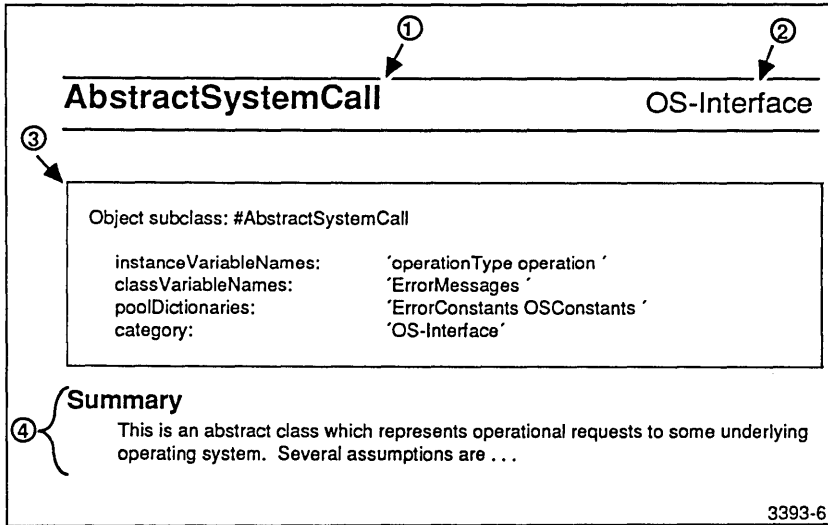 ① ②
AbstractSystemCall OS-Interface
③
Object subclass: #AbstractSystemCall
instanceVariableNames: ´operationType operation ´
classVariableNames: ´ErrorMessages ´
poolDictionaries: ´ErrorConstants OSConstants ´
category: ´OS-Interface´
Summary
④ This is an abstract class which represents operational requests to some underlying
operating system. Several assumptions are . . .
3393-6